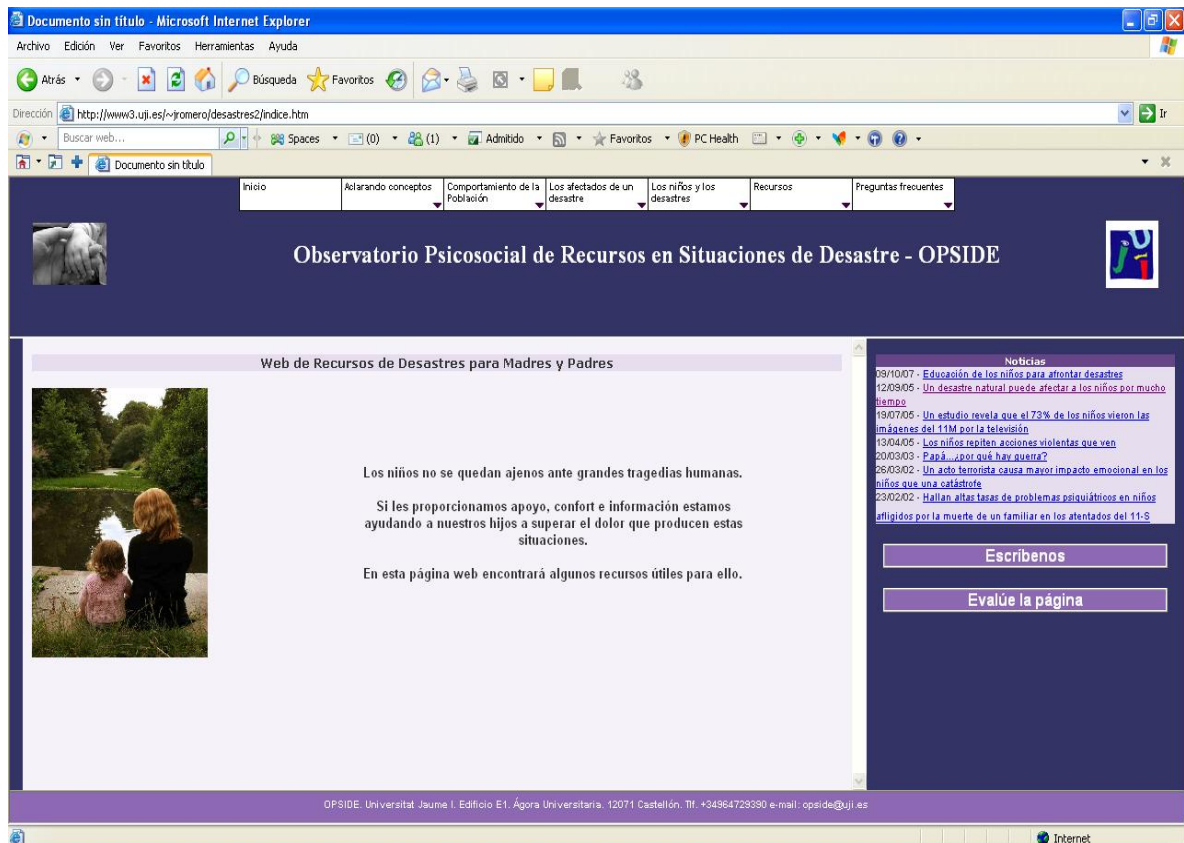 Documento sin título - Microsoft Internet Explorer
Archivo Edición Ver Favoritos Herramientas Ayuda
Atrás Búsqueda Favoritos
Dirección http://www3.uji.es/~jromero/desastres2/indice.htm Ir
Buscar web... Spaces (0) (1) Admitido Favoritos PC Health
Documento sin título
Inicio
Aclarando conceptos
Comportamiento de la
Población
Los afectados de un
desastre
Los niños y los
desastres
Recursos
Preguntas frecuentes
Observatorio Psicosocial de Recursos en Situaciones de Desastre - OPSIDE
Web de Recursos de Desastres para Madres y Padres
Los niños no se quedan ajenos ante grandes tragedias humanas.
Si les proporcionamos apoyo, confort e información estamos
ayudando a nuestros hijos a superar el dolor que producen estas
situaciones.
En esta página web encontrará algunos recursos útiles para ello.
Noticias
09/10/07 - Educación de los niños para afrontar desastres
12/09/05 - Un desastre natural puede afectar a los niños por mucho
tiempo
19/07/05 - Un estudio revela que el 73% de los niños vieron las
imágenes del 11M por la televisión
13/04/05 - Los niños repiten acciones violentas que ven
20/03/03 - Papá...¿por qué hay guerra?
26/03/02 - Un acto terrorista causa mayor impacto emocional en los
niños que una catástrofe
23/02/02 - Hallan altas tasas de problemas psiquiátricos en niños
afligidos por la muerte de un familiar en los atentados del 11-S
Escríbenos
Evalúe la página
OPSIDE. Universitat Jaume I. Edificio E1. Ágora Universitaria. 12071 Castellón. Tlf. +34964729390 e-mail: opside@uji.es
Internet